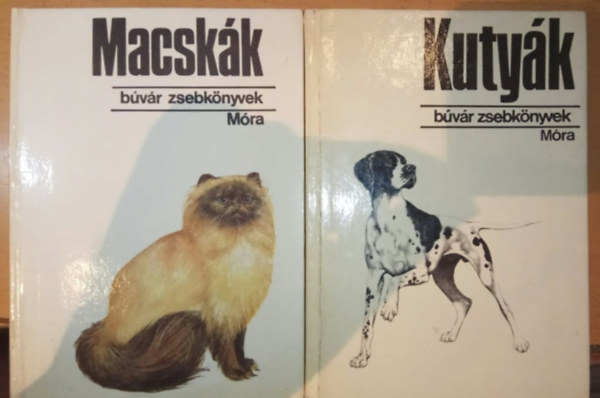 Macskák
búvár zsebkönyvek
Móra
Kutyák
búvár zsebkönyvek
Móra